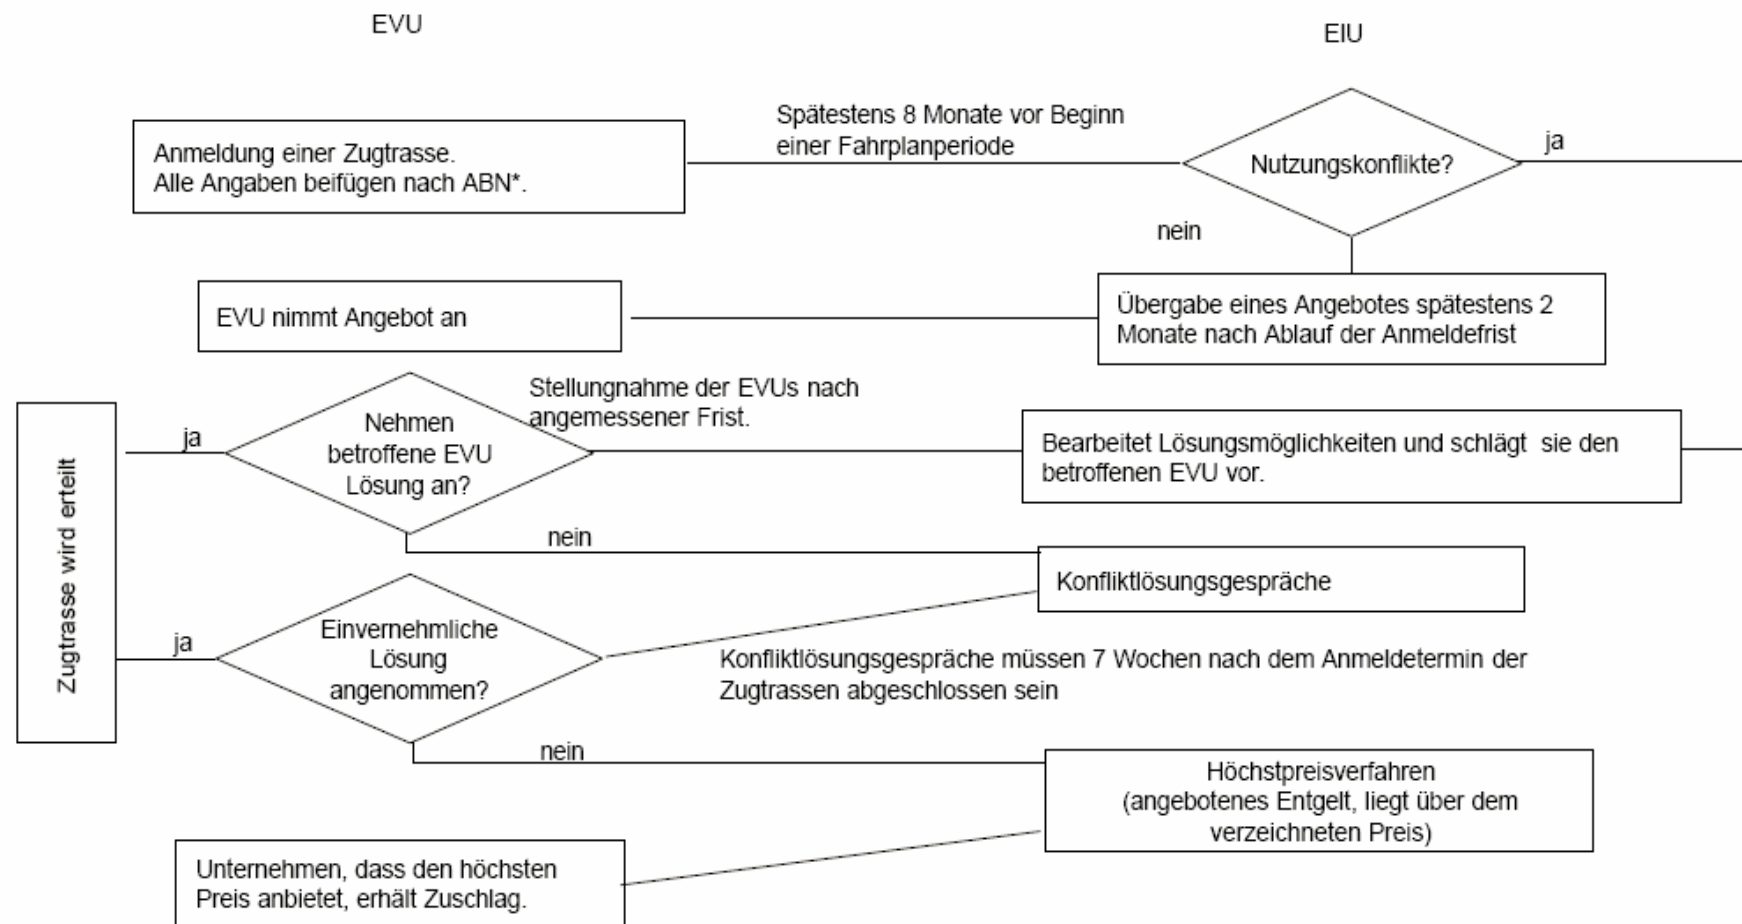 EVU
EIU
Spätestens 8 Monate vor Beginn
einer Fahrplanperiode
Anmeldung einer Zugtrasse.
Alle Angaben beifügen nach ABN*.
Nutzungskonflikte?
ja
nein
EVU nimmt Angebot an
Übergabe eines Angebotes spätestens 2
Monate nach Ablauf der Anmeldefrist
Stellungnahme der EVUs nach
angemessener Frist.
Nehmen
betroffene EVU
Lösung an?
ja
Bearbeitet Lösungsmöglichkeiten und schlägt sie den
betroffenen EVU vor.
Zugtrasse wird erteilt
nein
Konfliktlösungsgespräche
Einvernehmliche
Lösung
angenommen?
ja
Konfliktlösungsgespräche müssen 7 Wochen nach dem Anmeldetermin der
Zugtrassen abgeschlossen sein
nein
Höchstpreisverfahren
(angebotenes Entgelt, liegt über dem
verzeichneten Preis)
Unternehmen, dass den höchsten
Preis anbietet, erhält Zuschlag.